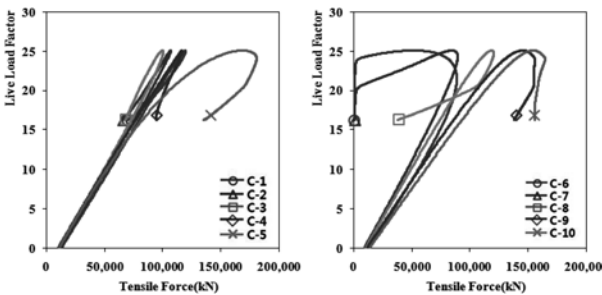 Live Load Factor
30
25
20
15
10
5
0
C-1
C-2
C-3
C-4
C-5
0 50,000 100,000 150,000 200,000
Tensile Force(kN)
Live Load Factor
30
25
20
15
10
5
0
C-6
C-7
C-8
C-9
C-10
0 50,000 100,000 150,000 200,000
Tensile Force(kN)